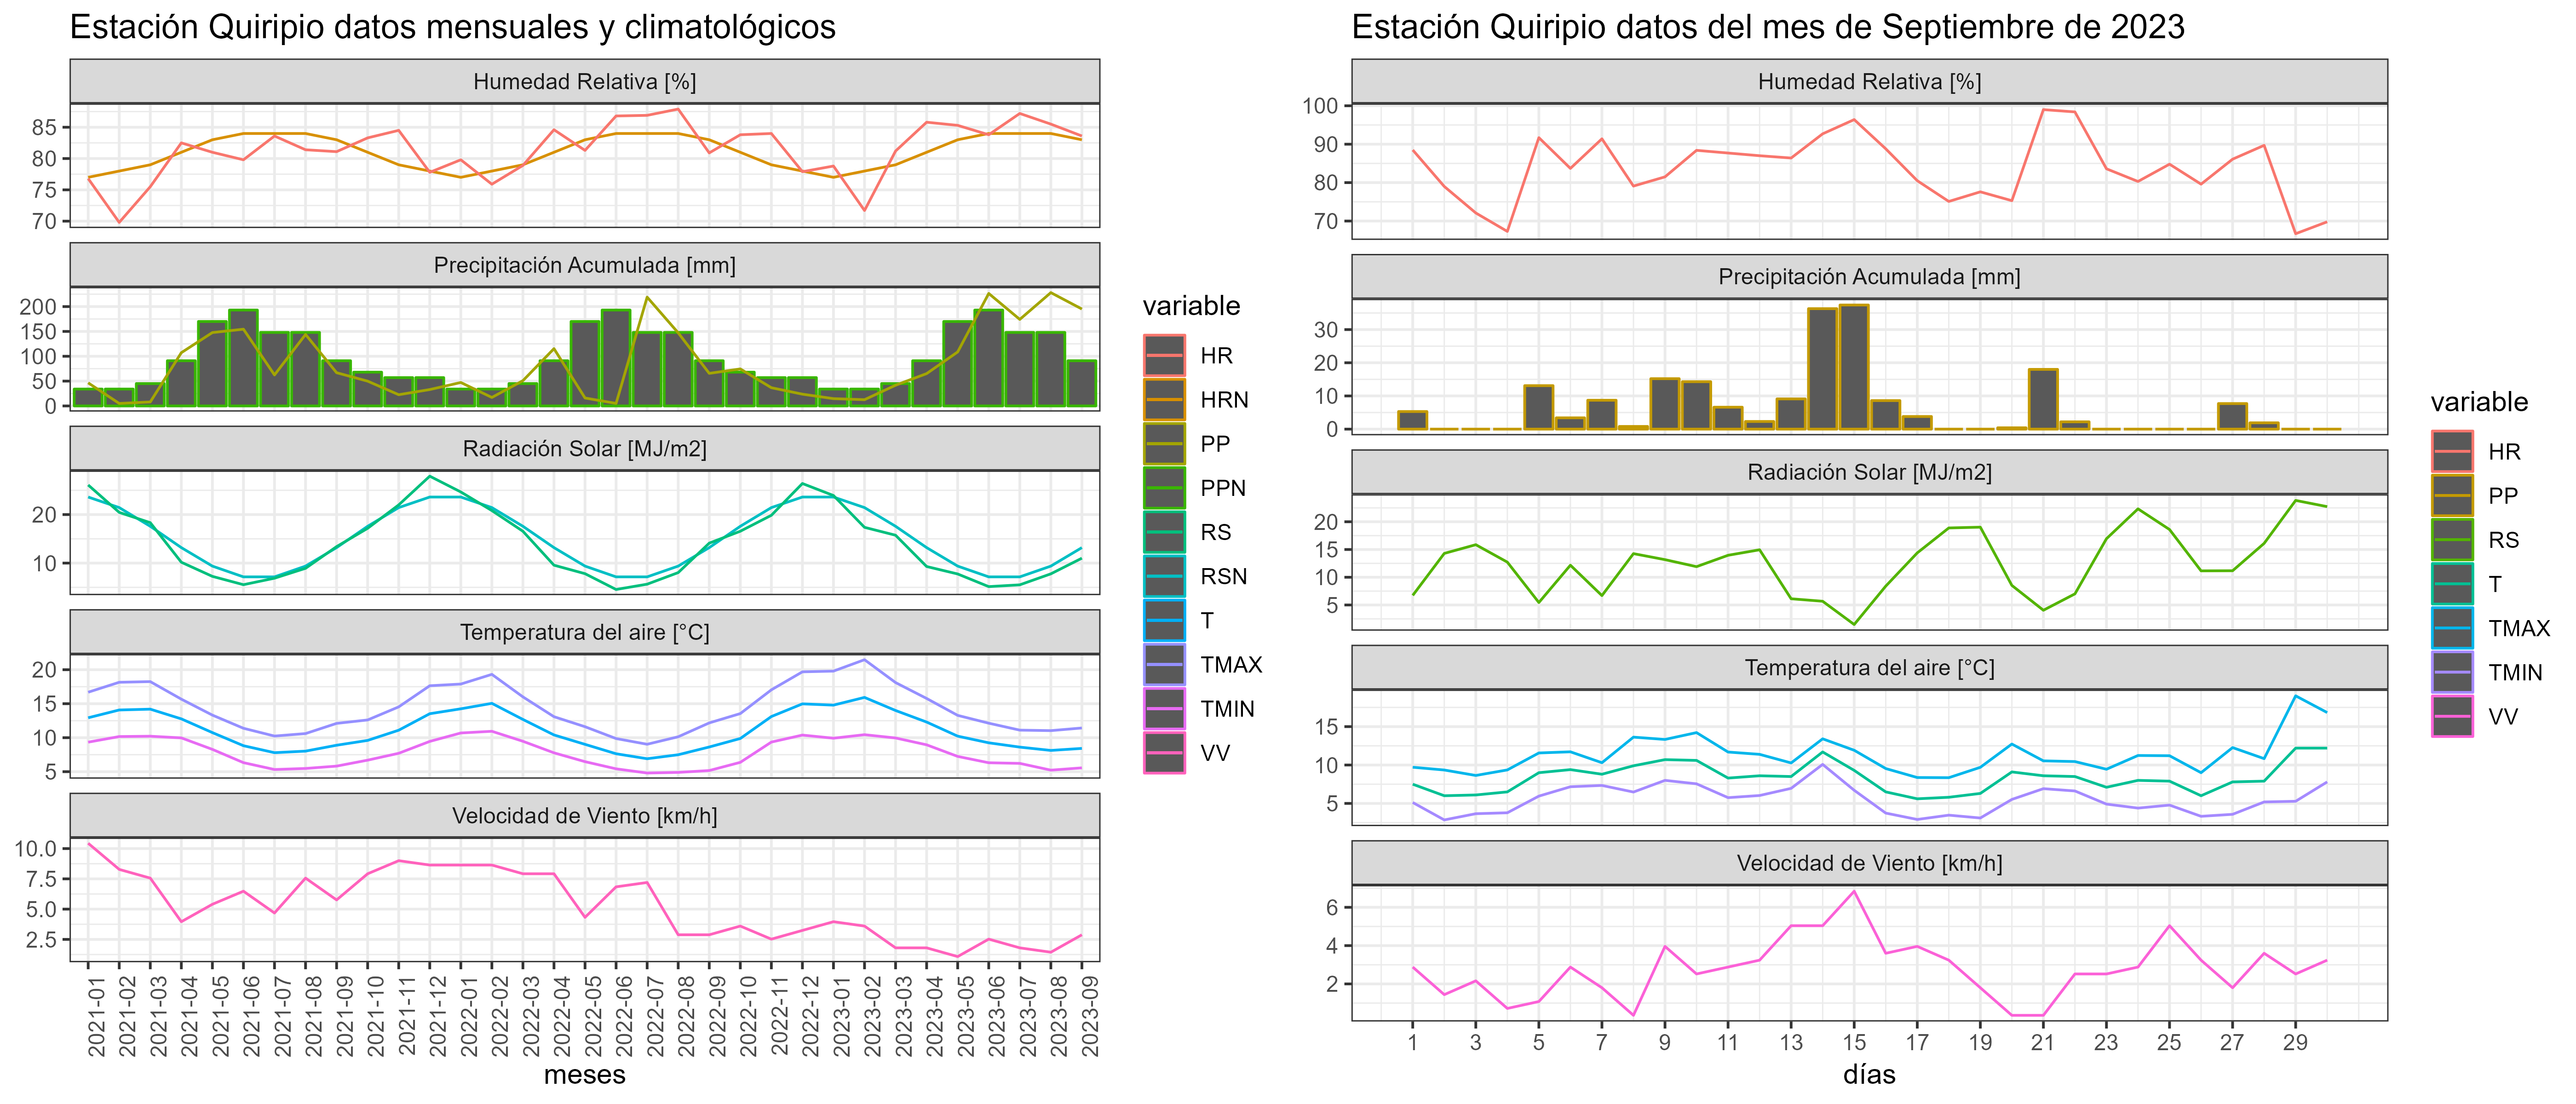 Estación Quiripio datos mensuales y climatológicos
Humedad Relativa [%]
85
80
75
70
Precipitación Acumulada [mm]
200
150
100
50
0
Radiación Solar [MJ/m2]
20
10
Temperatura del aire [°C]
20
15
10
5
Velocidad de Viento [km/h]
10.0
7.5
5.0
2.5
2021-01
2021-02
2021-03
2021-04
2021-05
2021-06
2021-07
2021-08
2021-09
2021-10
2021-11
2021-12
2022-01
2022-02
2022-03
2022-04
2022-05
2022-06
2022-07
2022-08
2022-09
2022-10
2022-11
2022-12
2023-01
2023-02
2023-03
2023-04
2023-05
2023-06
2023-07
2023-08
2023-09
meses
variable
HR
HRN
PP
PPN
RS
RSN
T
TMAX
TMIN
VV
Estación Quiripio datos del mes de Septiembre de 2023
Humedad Relativa [%]
100
90
80
70
Precipitación Acumulada [mm]
30
20
10
0
Radiación Solar [MJ/m2]
20
15
10
5
Temperatura del aire [°C]
15
10
5
Velocidad de Viento [km/h]
6
4
2
1 3 5 7 9 11 13 15 17 19 21 23 25 27 29
días
variable
HR
PP
RS
T
TMAX
TMIN
VV